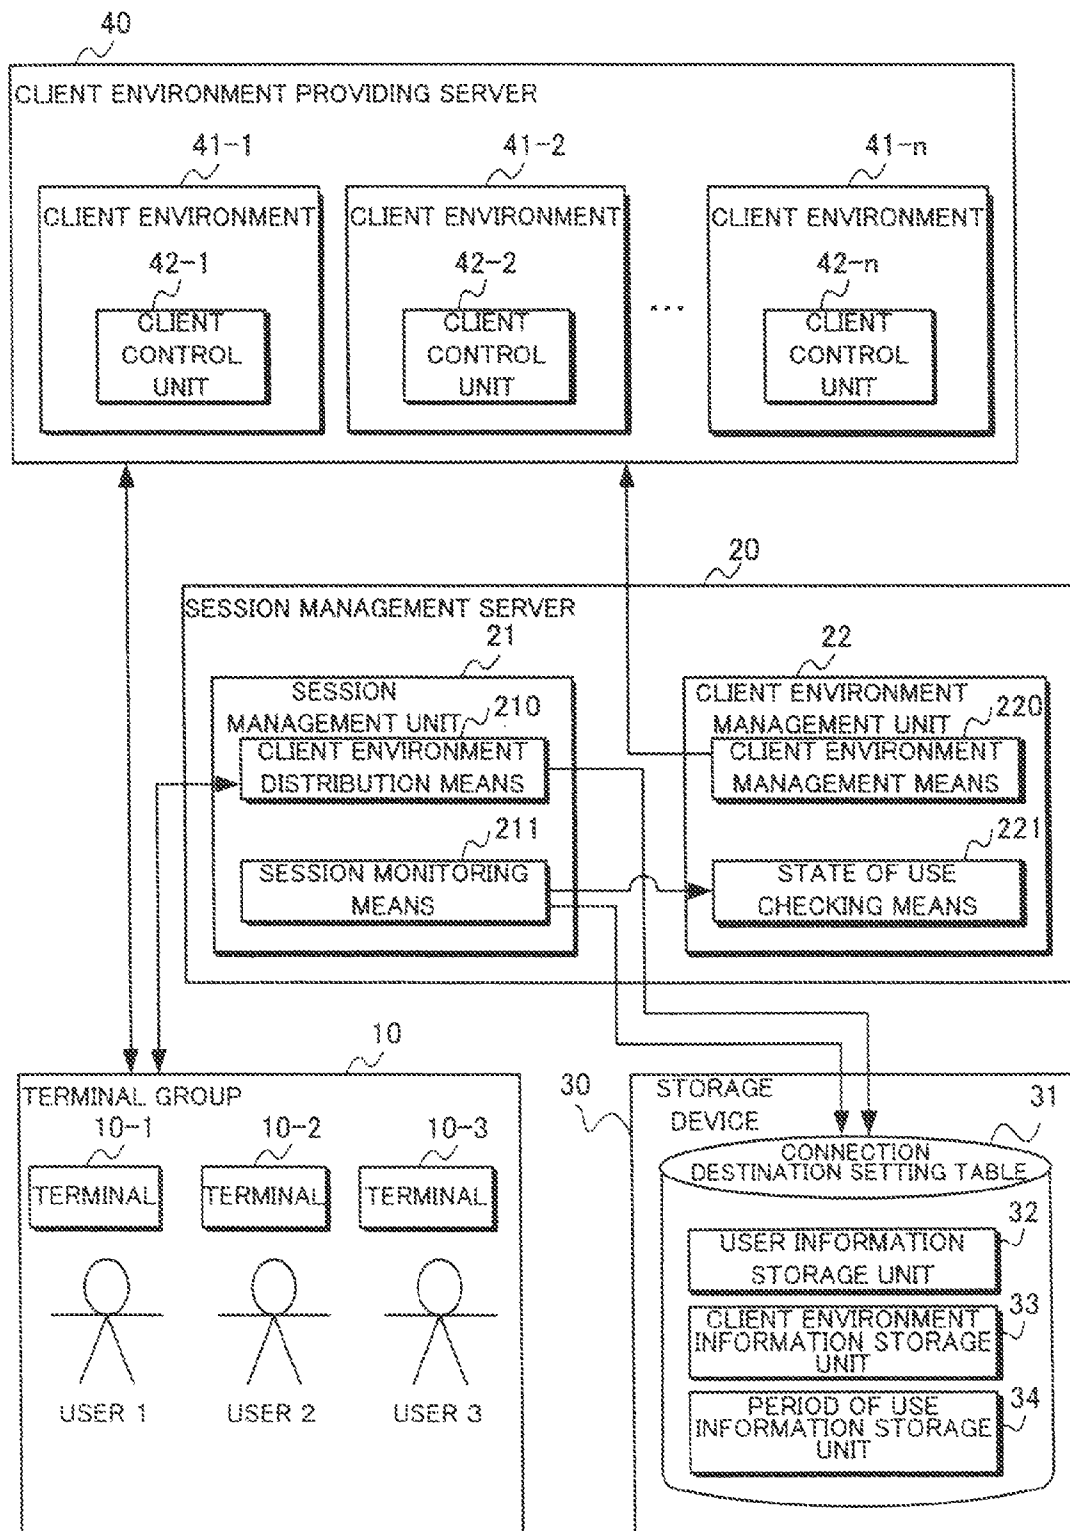 40
CLIENT ENVIRONMENT PROVIDING SERVER
41-1
41-2
41-n
CLIENT ENVIRONMENT
CLIENT ENVIRONMENT
CLIENT ENVIRONMENT
42-1
42-2
42-n
CLIENT
CONTROL
UNIT
CLIENT
CONTROL
UNIT
...
CLIENT
CONTROL
UNIT
20
SESSION MANAGEMENT SERVER
21
SESSION
MANAGEMENT UNIT
210
CLIENT ENVIRONMENT
DISTRIBUTION MEANS
211
SESSION MONITORING
MEANS
22
CLIENT ENVIRONMENT
MANAGEMENT UNIT
220
CLIENT ENVIRONMENT
MANAGEMENT MEANS
221
STATE OF USE
CHECKING MEANS
10
TERMINAL GROUP
10-1
10-2
10-3
TERMINAL
TERMINAL
TERMINAL
USER 1
USER 2
USER 3
30
STORAGE
DEVICE
31
CONNECTION
DESTINATION SETTING TABLE
32
USER INFORMATION
STORAGE UNIT
33
CLIENT ENVIRONMENT
INFORMATION STORAGE
UNIT
34
PERIOD OF USE
INFORMATION STORAGE
UNIT